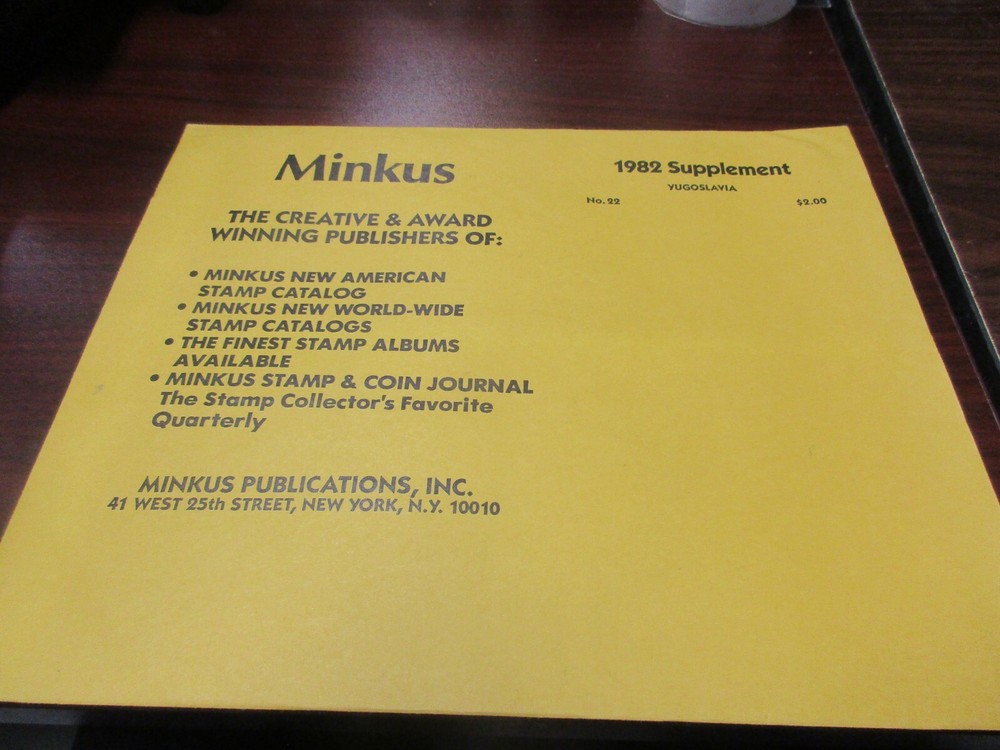 Minkus
THE CREATIVE & AWARD
WINNING PUBLISHERS OF:
• MINKUS NEW AMERICAN
STAMP CATALOG
• MINKUS NEW WORLD-WIDE
STAMP CATALOGS
• THE FINEST STAMP ALBUMS
AVAILABLE
• MINKUS STAMP & COIN JOURNAL
The Stamp Collector's Favorite
Quarterly
MINKUS PUBLICATIONS, INC.
41 WEST 25th STREET, NEW YORK, N.Y. 10010
1982 Supplement
YUGOSLAVIA
No. 22 $2.00